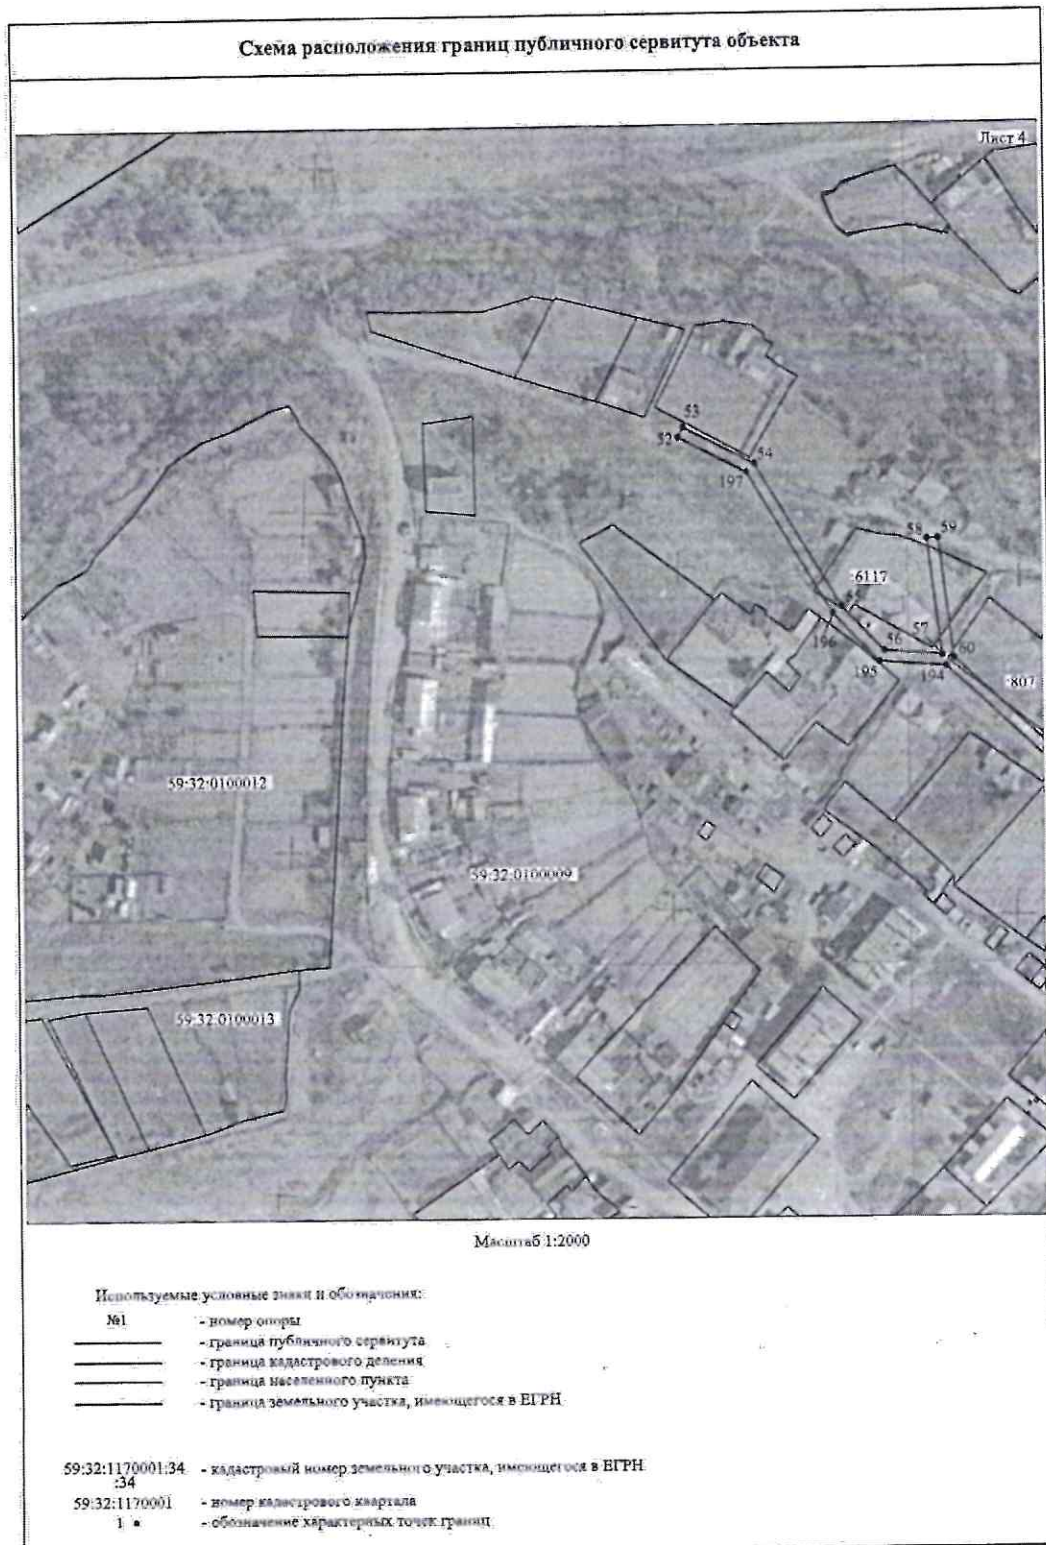 Схема расположения границ публичного сервитута объекта
Лист 4
53
52
54
197
58 59
:6117
57
56
60
196
195
194
:807
59:32:0100012
59:32:0100009
59:32:0100013
Масштаб 1:2000
Используемые условные знаки и обозначения:
№1 - номер опоры
- граница публичного сервитута
- граница кадастрового деления
- граница населенного пункта
- граница земельного участка, имеющегося в ЕГРН
59:32:1170001:34 - кадастровый номер земельного участка, имеющегося в ЕГРН
:34
59:32:1170001 - номер кадастрового квартала
1 - обозначение характерных точек границ